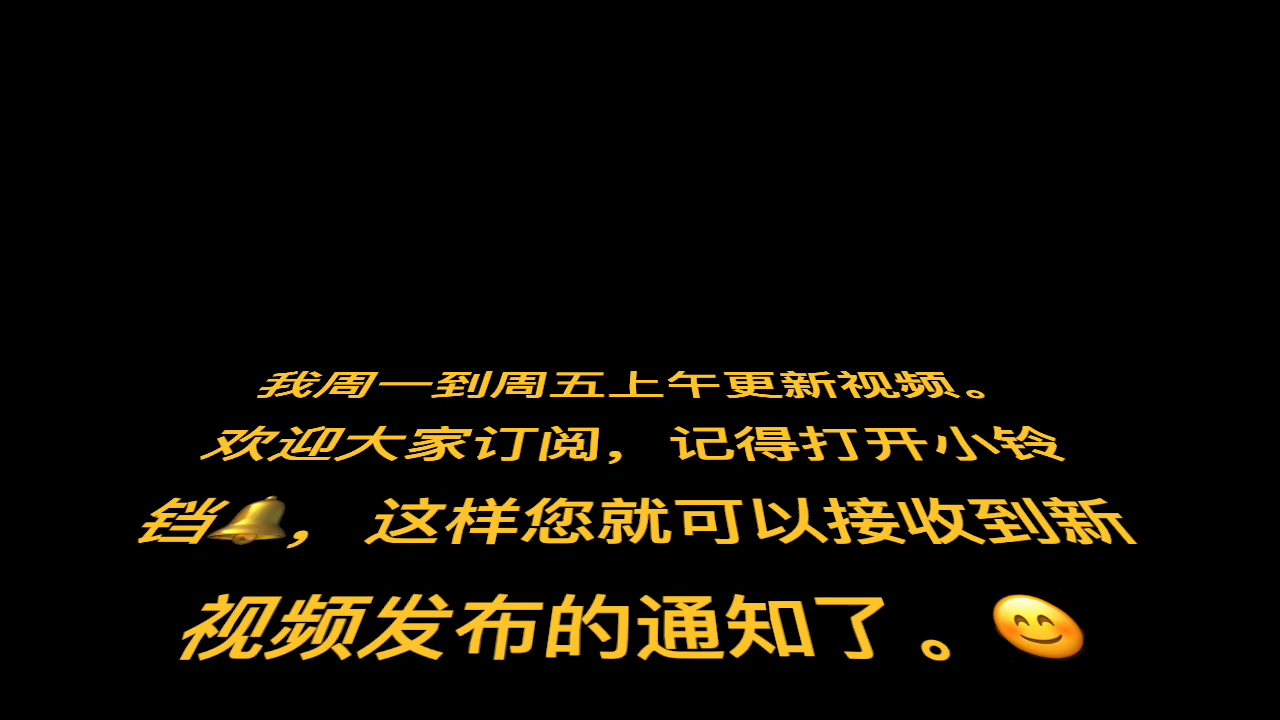 我周一到周五上午更新视频。
欢迎大家订阅，记得打开小铃
铛🔔，这样您就可以接收到新
视频发布的通知了。😊